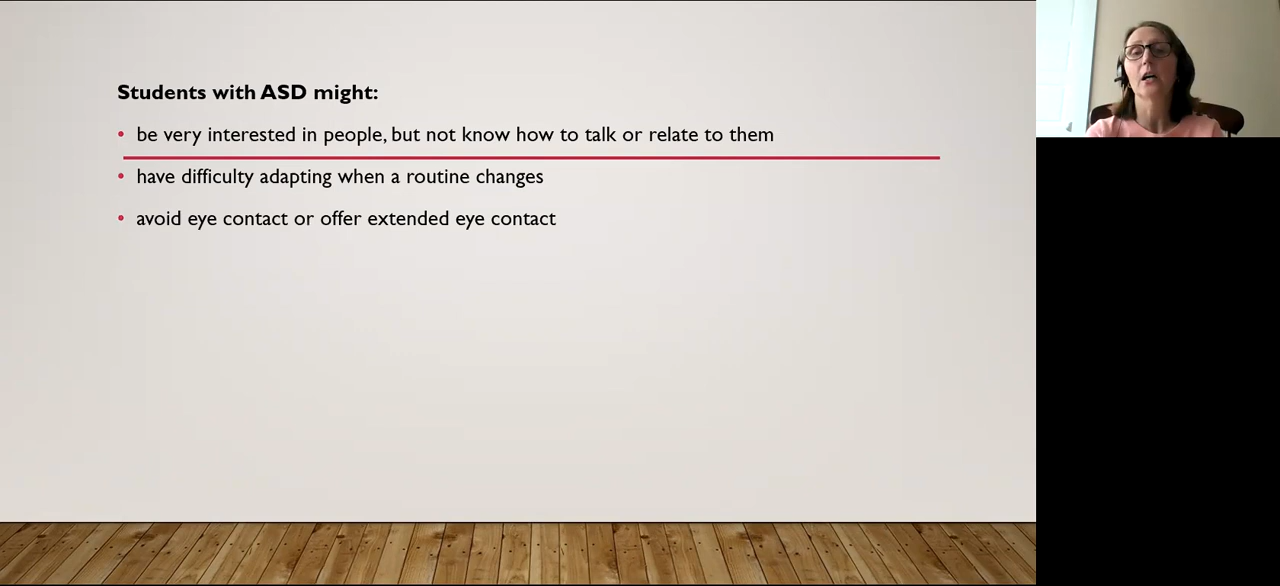 Students with ASD might:
• be very interested in people, but not know how to talk or relate to them
• have difficulty adapting when a routine changes
• avoid eye contact or offer extended eye contact